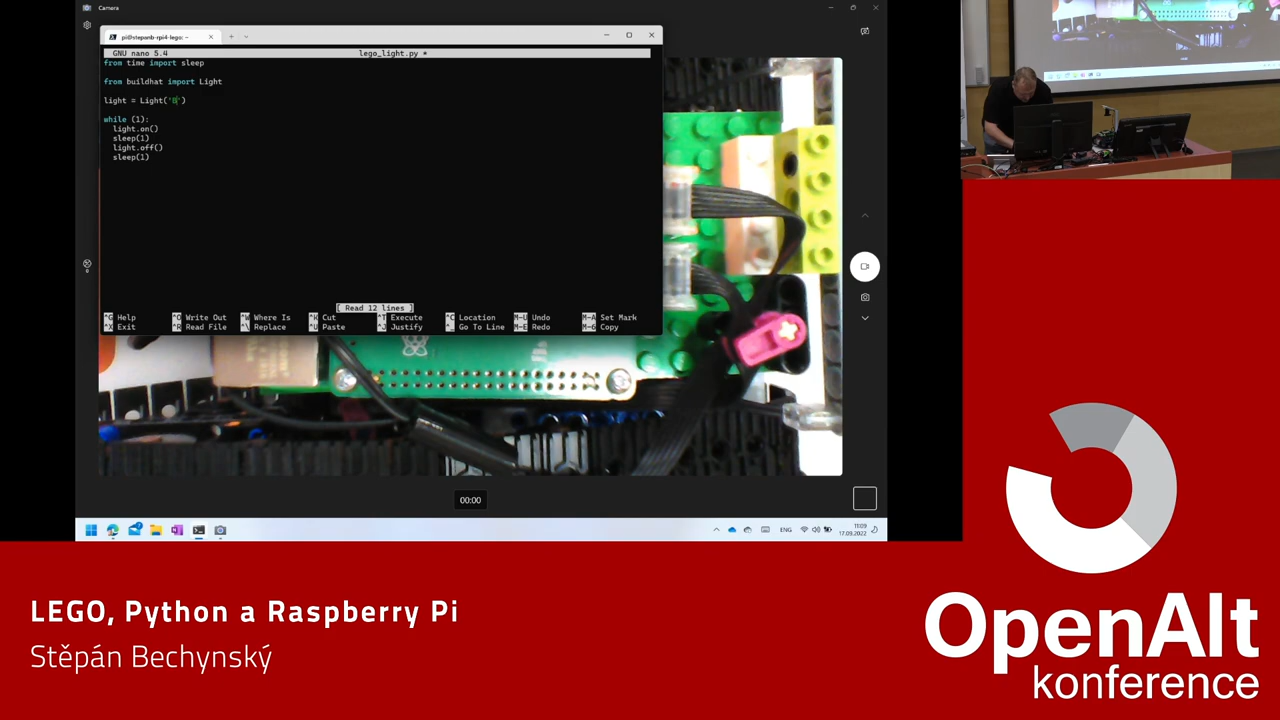 Camera
pi@stepanb-rpi4-lego: ~
GNU nano 5.4 lego_light.py *
from time import sleep
from buildhat import Light
light = Light('B')
while (1):
light.on()
sleep(1)
light.off()
sleep(1)
[ Read 12 lines ]
^G Help ^O Write Out ^W Where Is ^K Cut ^T Execute ^C Location M-U Undo M-A Set Mark
^X Exit ^R Read File ^\ Replace ^U Paste ^J Justify ^_ Go To Line M-E Redo M-6 Copy
00:00
ENG
11:09
17.09.2022
LEGO, Python a Raspberry Pi
Stěpán Bechynský
OpenAlt
konference